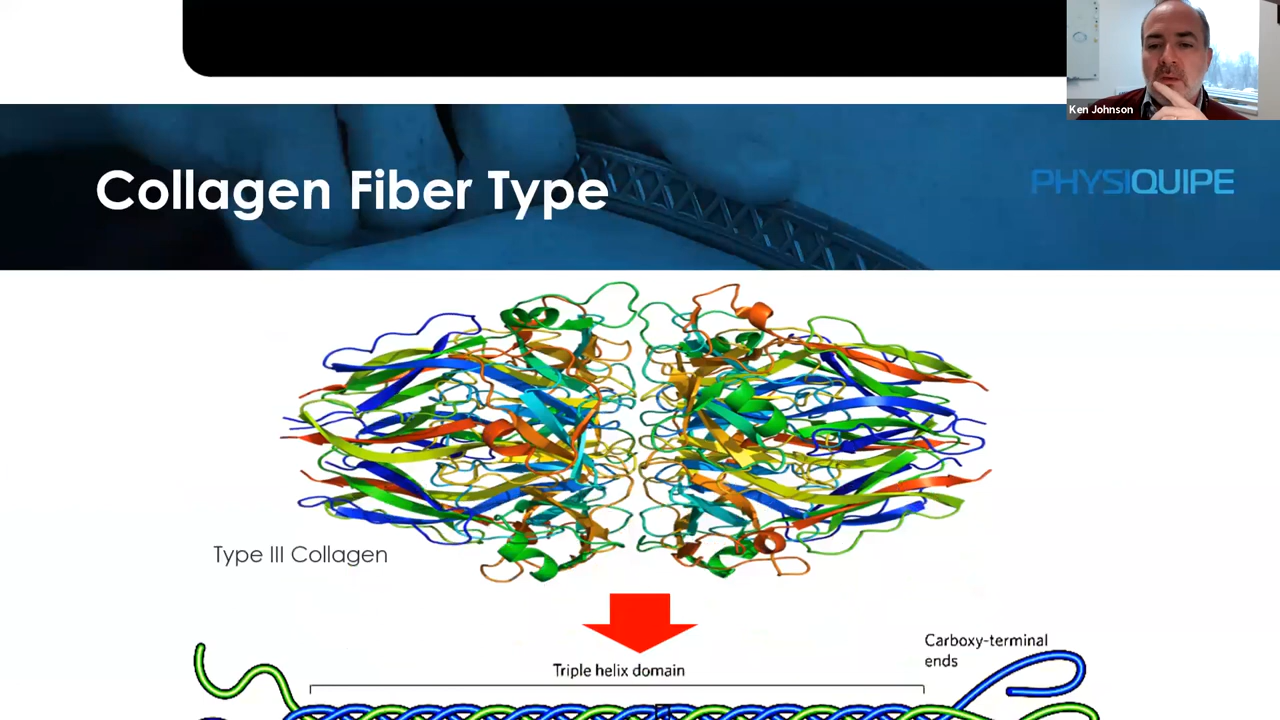 Ken Johnson
Collagen Fiber Type
PHYSIQUIPE
Type III Collagen
Carboxy-terminal
ends
Triple helix domain